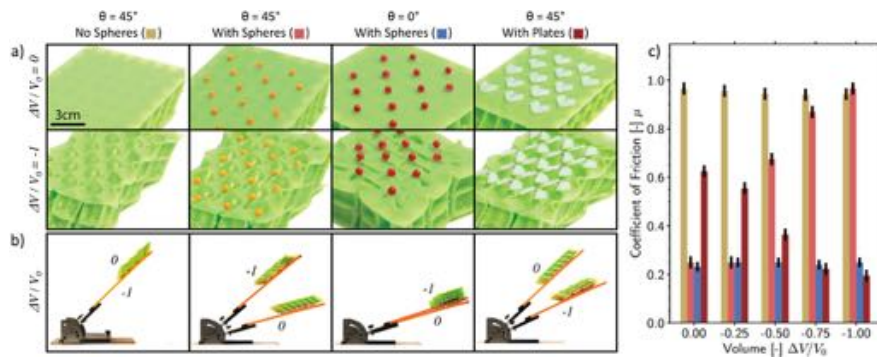 θ = 45°
No Spheres ( )
θ = 45°
With Spheres ( )
θ = 0°
With Spheres ( )
θ = 45°
With Plates ( )
a)
ΔV / V₀ = 0
3cm
ΔV / V₀ = -1
b)
ΔV / V₀
0
-1
-1
0
-1
0
0
-1
c)
Coefficient of Friction [-] μ
1.0
0.8
0.6
0.4
0.2
0.0
0.00 -0.25 -0.50 -0.75 -1.00
Volume [-] ΔV/V₀